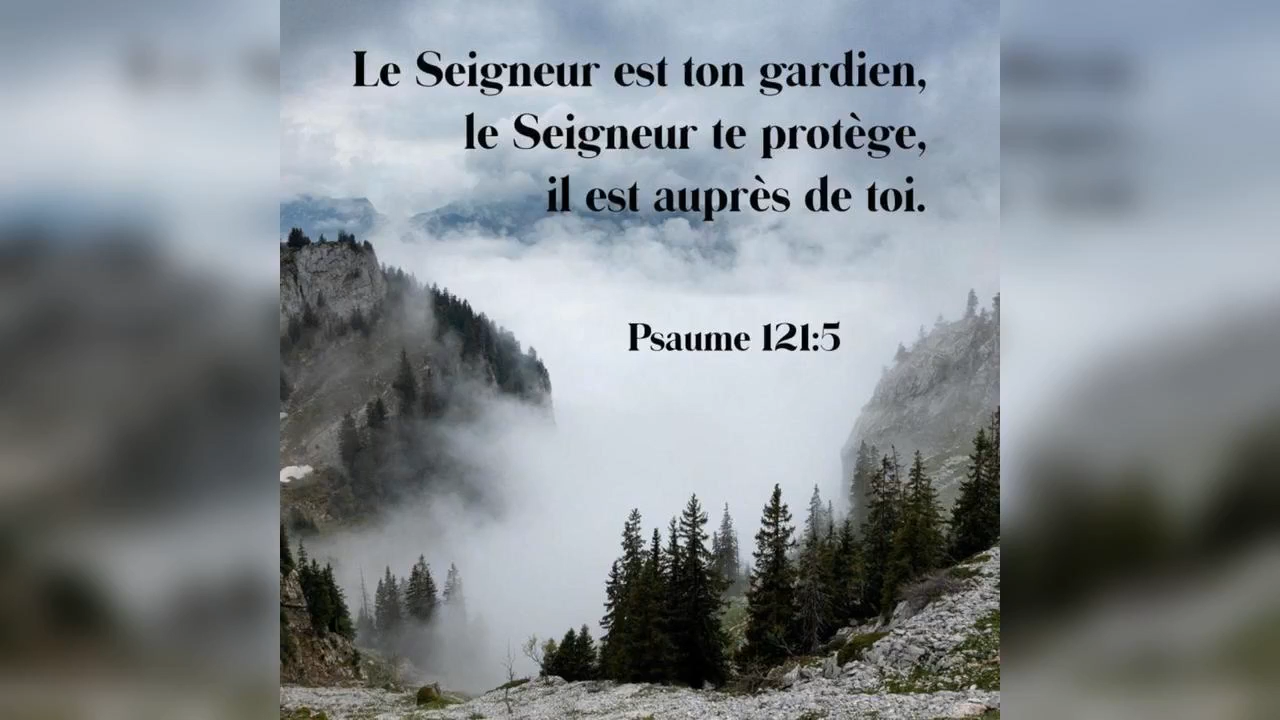 Le Seigneur est ton gardien,
le Seigneur te protège,
il est auprès de toi.
Psaume 121:5